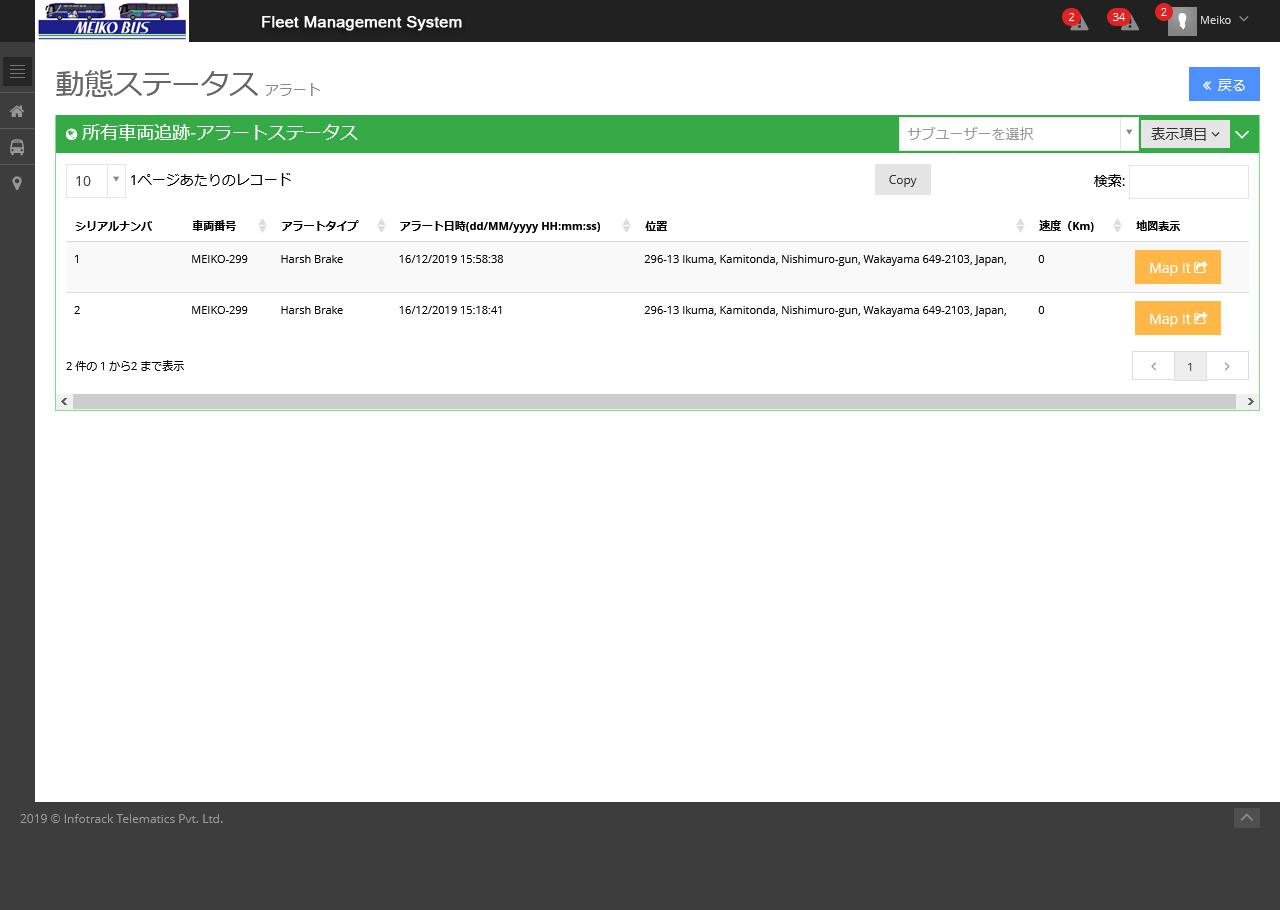 MEIKO BUS
Fleet Management System
2
34
2
Meiko
動態ステータス アラート
« 戻る
所有車両追跡-アラートステータス
サブユーザーを選択
表示項目
10 1ページあたりのレコード
Copy
検索:
シリアルナンバ 車両番号 アラートタイプ アラート日時(dd/MM/yyyy HH:mm:ss) 位置 速度（Km) 地図表示
1 MEIKO-299 Harsh Brake 16/12/2019 15:58:38 296-13 Ikuma, Kamitonda, Nishimuro-gun, Wakayama 649-2103, Japan, 0 Map It
2 MEIKO-299 Harsh Brake 16/12/2019 15:18:41 296-13 Ikuma, Kamitonda, Nishimuro-gun, Wakayama 649-2103, Japan, 0 Map It
2 件の 1 から2 まで表示
1
2019 © Infotrack Telematics Pvt. Ltd.